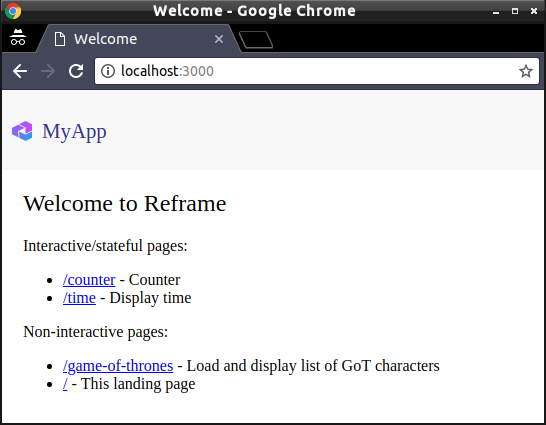 Welcome - Google Chrome
Welcome
localhost:3000
MyApp
Welcome to Reframe
Interactive/stateful pages:
/counter - Counter
/time - Display time
Non-interactive pages:
/game-of-thrones - Load and display list of GoT characters
/ - This landing page